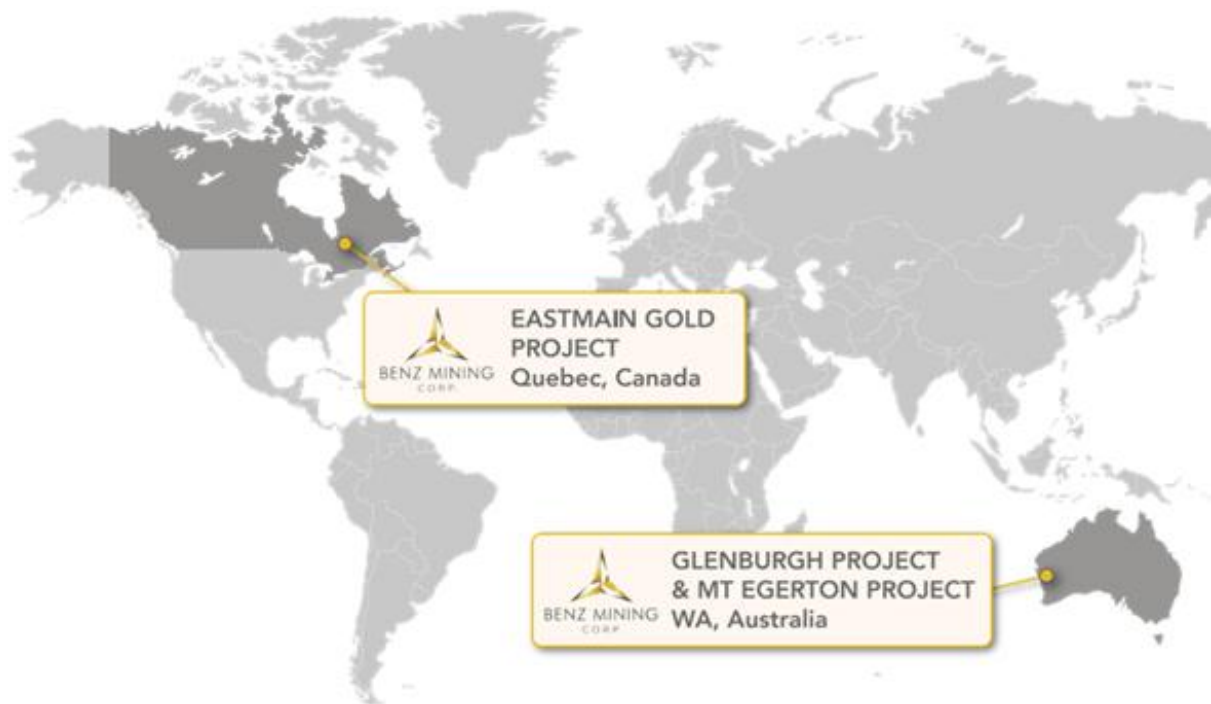 EASTMAIN GOLD
PROJECT
Quebec, Canada
BENZ MINING
CORP.
GLENBURGH PROJECT
& MT EGERTON PROJECT
WA, Australia
BENZ MINING
CORP